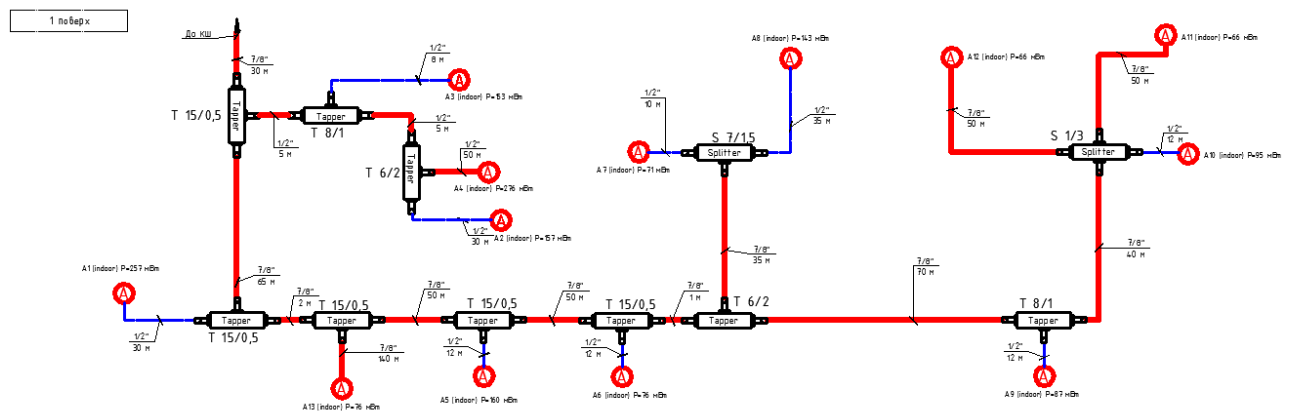 1 поверх
До КШ
7/8"
30 м
T 15/0,5
Tapper
1/2"
5 м
Tapper
T 8/1
1/2"
8 м
A3 (indoor) P=153 мВт
1/2"
5 м
T 6/2
Tapper
1/2"
50 м
A4 (indoor) P=276 мВт
1/2"
30 м
A2 (indoor) P=157 мВт
7/8"
65 м
A1 (indoor) P=257 мВт
1/2"
30 м
Tapper
T 15/0,5
7/8"
2 м
T 15/0,5
Tapper
7/8"
140 м
A13 (indoor) P=76 мВт
7/8"
50 м
T 15/0,5
Tapper
1/2"
12 м
A5 (indoor) P=160 мВт
7/8"
50 м
T 15/0,5
Tapper
1/2"
12 м
A6 (indoor) P=76 мВт
7/8"
1 м
T 6/2
Tapper
7/8"
35 м
S 7/1,5
Splitter
1/2"
10 м
A7 (indoor) P=71 мВт
A8 (indoor) P=143 мВт
1/2"
35 м
7/8"
70 м
T 8/1
Tapper
1/2"
12 м
A9 (indoor) P=87 мВт
7/8"
40 м
S 1/3
Splitter
A12 (indoor) P=66 мВт
7/8"
50 м
A11 (indoor) P=66 мВт
7/8"
50 м
1/2"
12 м
A10 (indoor) P=95 мВт
A
A
A
A
A
A
A
A
A
A
A
A
A